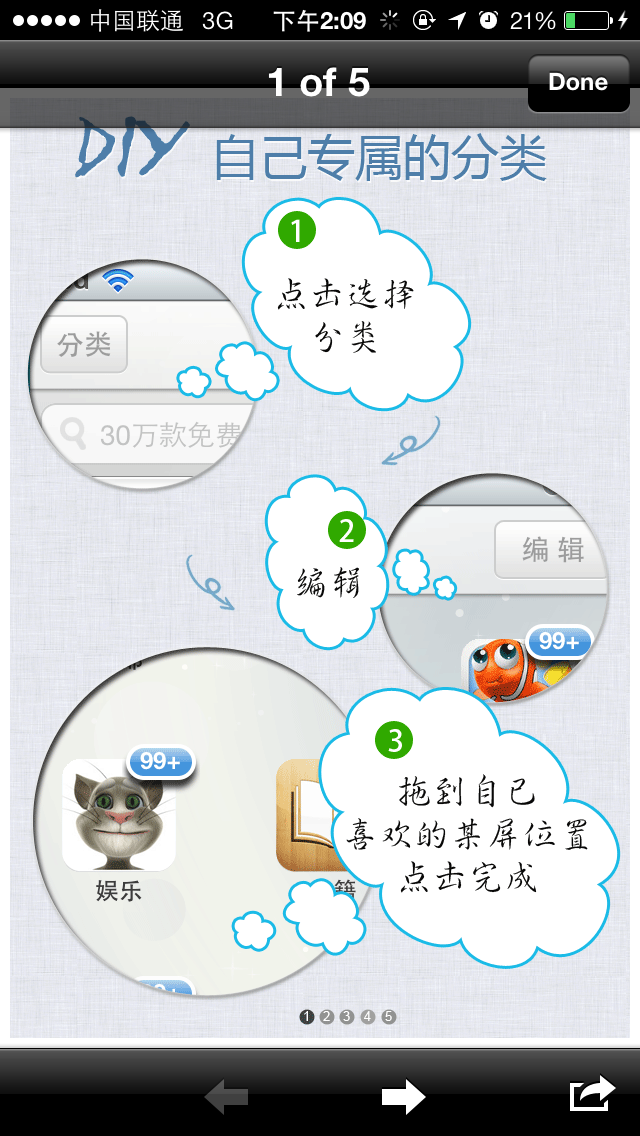 中国联通 3G 下午2:09 21%
1 of 5
Done
DIY 自己专属的分类
1
点击选择
分类
分类
30万款免费
2
编辑
编 辑
99+
3
拖到自己
喜欢的某屏位置
点击完成
99+
娱乐
籍
1 2 3 4 5